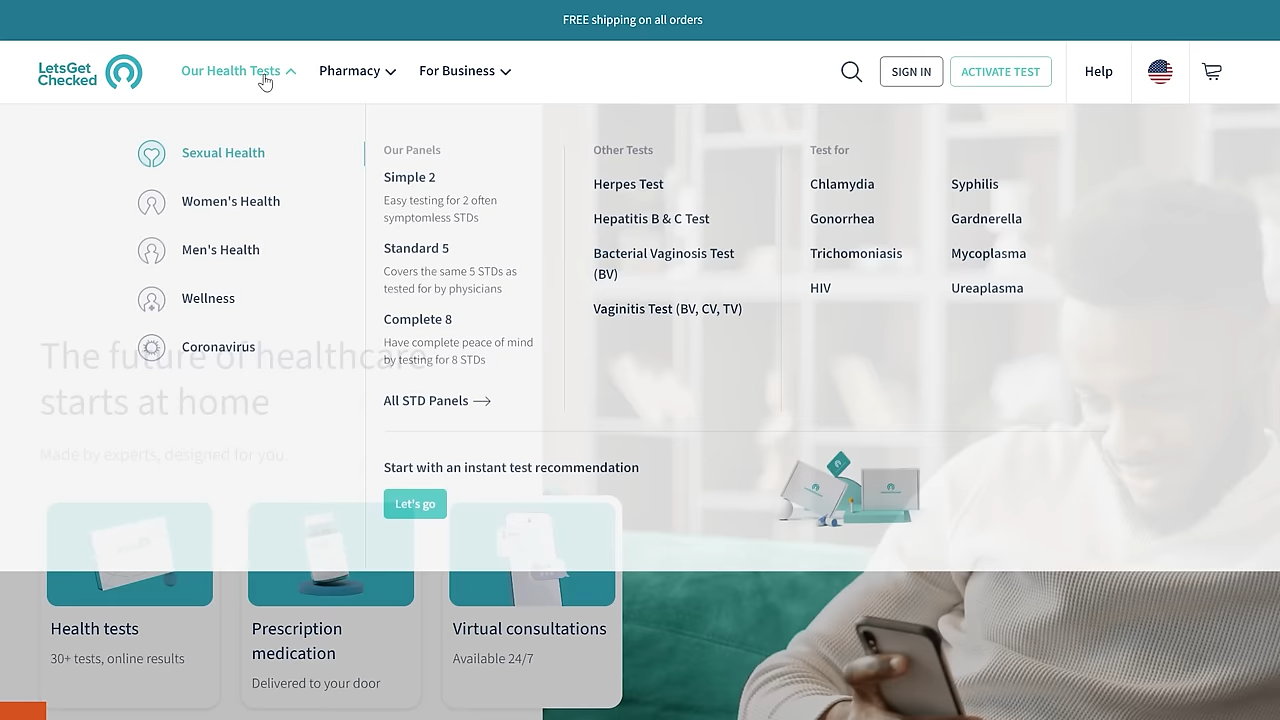 FREE shipping on all orders
LetsGet
Checked
Our Health Tests
Pharmacy
For Business
SIGN IN
ACTIVATE TEST
Help
Sexual Health
Women's Health
Men's Health
Wellness
Coronavirus
Our Panels
Simple 2
Easy testing for 2 often
symptomless STDs
Standard 5
Covers the same 5 STDs as
tested for by physicians
Complete 8
Have complete peace of mind
by testing for 8 STDs
All STD Panels
Other Tests
Herpes Test
Hepatitis B & C Test
Bacterial Vaginosis Test
(BV)
Vaginitis Test (BV, CV, TV)
Test for
Chlamydia
Gonorrhea
Trichomoniasis
HIV
Syphilis
Gardnerella
Mycoplasma
Ureaplasma
Start with an instant test recommendation
Let's go
The future of healthcare
starts at home
Made by experts, designed for you.
Health tests
30+ tests, online results
Prescription
medication
Delivered to your door
Virtual consultations
Available 24/7